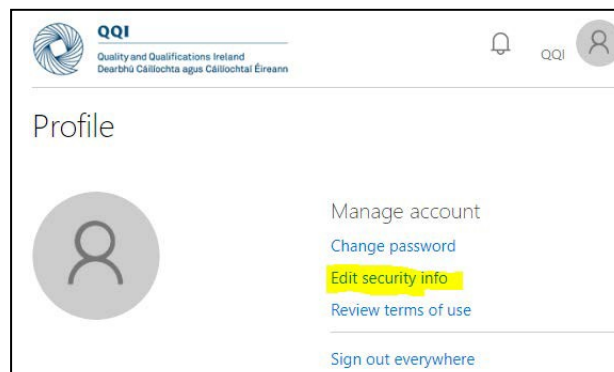 QQI
Quality and Qualifications Ireland
Dearbhú Cáilíochta agus Cáilíochtaí Éireann
QQI
Profile
Manage account
Change password
Edit security info
Review terms of use
Sign out everywhere